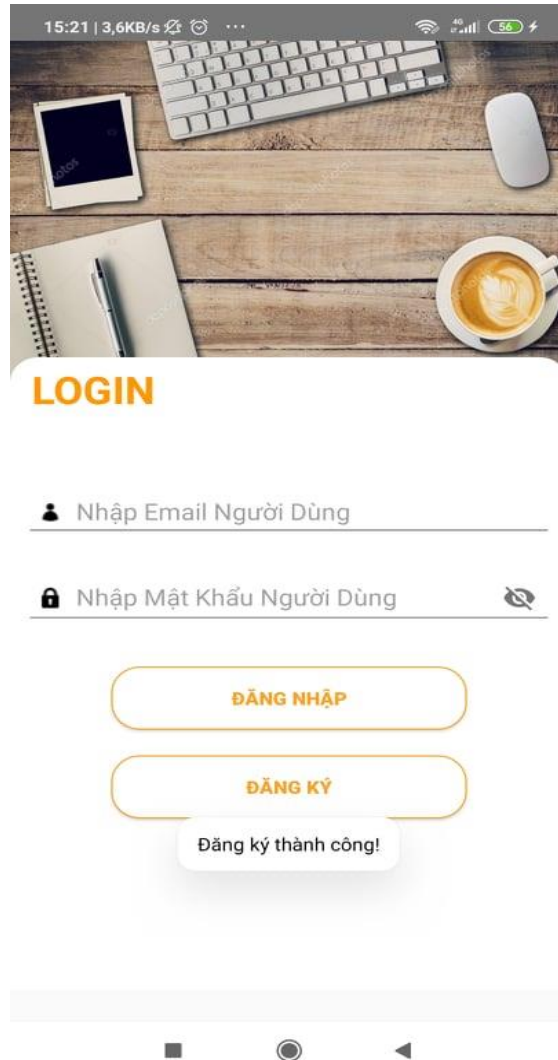 15:21 | 3,6KB/s ... 4G 56
LOGIN
Nhập Email Người Dùng
Nhập Mật Khẩu Người Dùng
ĐĂNG NHẬP
ĐĂNG KÝ
Đăng ký thành công!